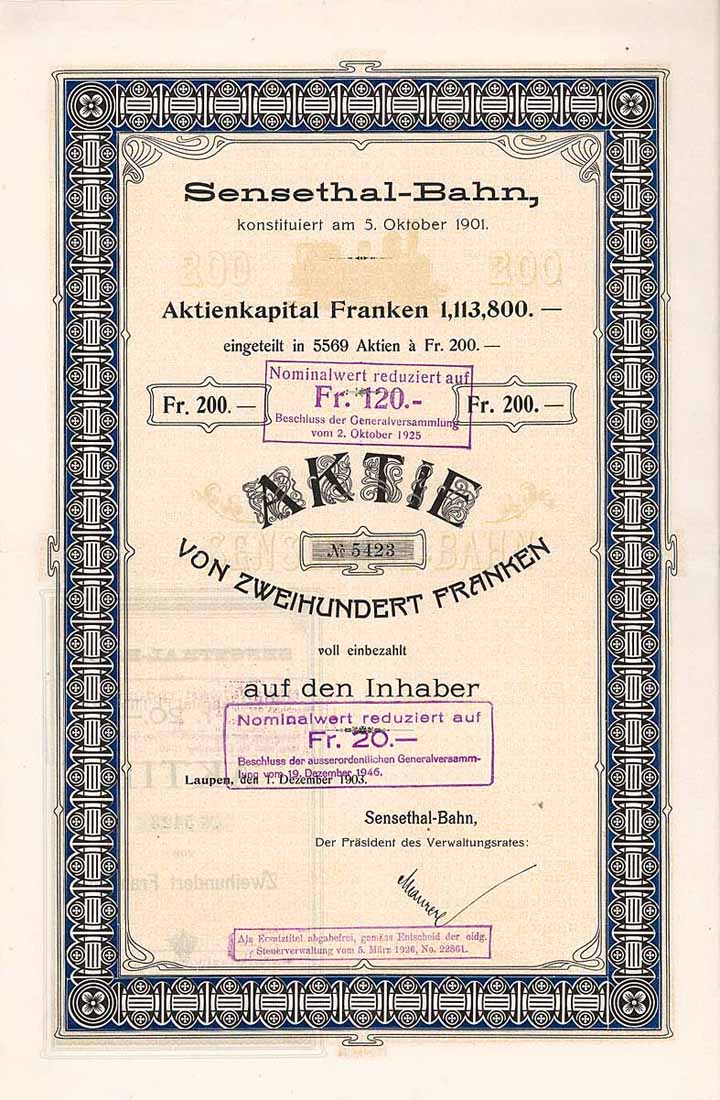 Sensethal-Bahn,
konstituiert am 5. Oktober 1901.
200 200
Aktienkapital Franken 1,113,800. —
eingeteilt in 5569 Aktien à Fr. 200. —
Nominalwert reduziert auf
Fr. 120.-
Beschluss der Generalversammlung
vom 2. Oktober 1925
Fr. 200. — Fr. 200. —
AKTIE
№ 5423
VON ZWEIHUNDERT FRANKEN
voll einbezahlt
auf den Inhaber
Nominalwert reduziert auf
Fr. 20.—
Beschluss der ausserordentlichen Generalversamm-
lung vom 19. Dezember 1946.
Laupen, den 1. Dezember 1903.
Sensethal-Bahn,
Der Präsident des Verwaltungsrates:
Als Ersatztitel abgabefrei, gemäss Entscheid der eidg.
Steuerverwaltung vom 5. März 1926, No. 22861.